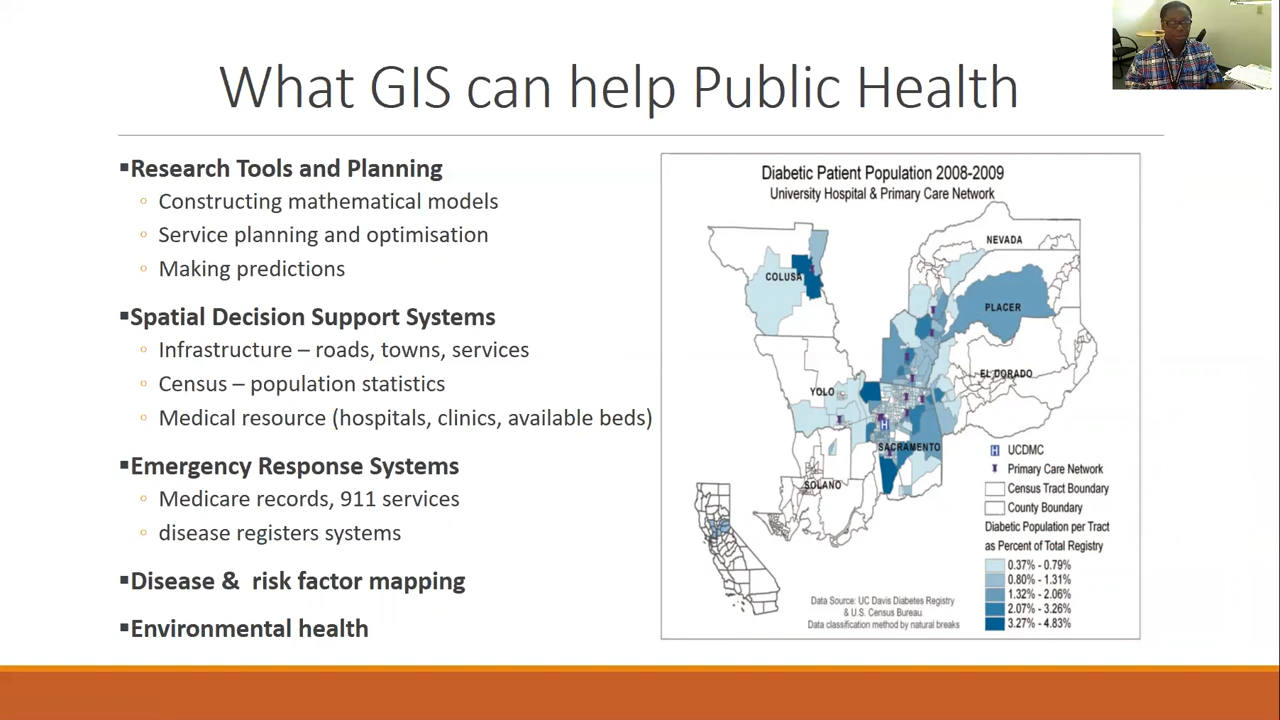 What GIS can help Public Health
▪Research Tools and Planning
◦ Constructing mathematical models
◦ Service planning and optimisation
◦ Making predictions
▪Spatial Decision Support Systems
◦ Infrastructure – roads, towns, services
◦ Census – population statistics
◦ Medical resource (hospitals, clinics, available beds)
▪Emergency Response Systems
◦ Medicare records, 911 services
◦ disease registers systems
▪Disease & risk factor mapping
▪Environmental health
Diabetic Patient Population 2008-2009
University Hospital & Primary Care Network
NEVADA
COLUSA
PLACER
EL DORADO
YOLO
H
SACRAMENTO
SOLANO
H UCDMC
Primary Care Network
Census Tract Boundary
County Boundary
Diabetic Population per Tract
as Percent of Total Registry
0.37% - 0.79%
0.80% - 1.31%
1.32% - 2.06%
2.07% - 3.26%
3.27% - 4.83%
Data Source: UC Davis Diabetes Registry
& U.S. Census Bureau
Data classification method by natural breaks